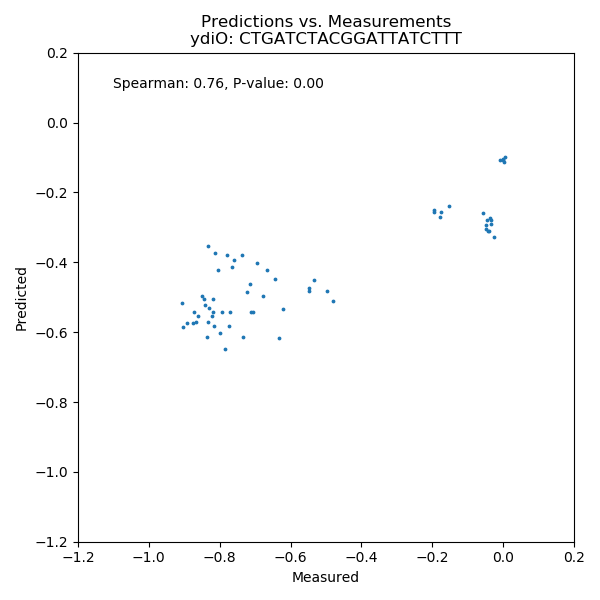 Predictions vs. Measurements
ydiO: CTGATCTACGGATTATCTTT
0.2
Spearman: 0.76, P-value: 0.00
0.0
−0.2
−0.4
−0.6
−0.8
−1.0
−1.2
Predicted
−1.2 −1.0 −0.8 −0.6 −0.4 −0.2 0.0 0.2
Measured